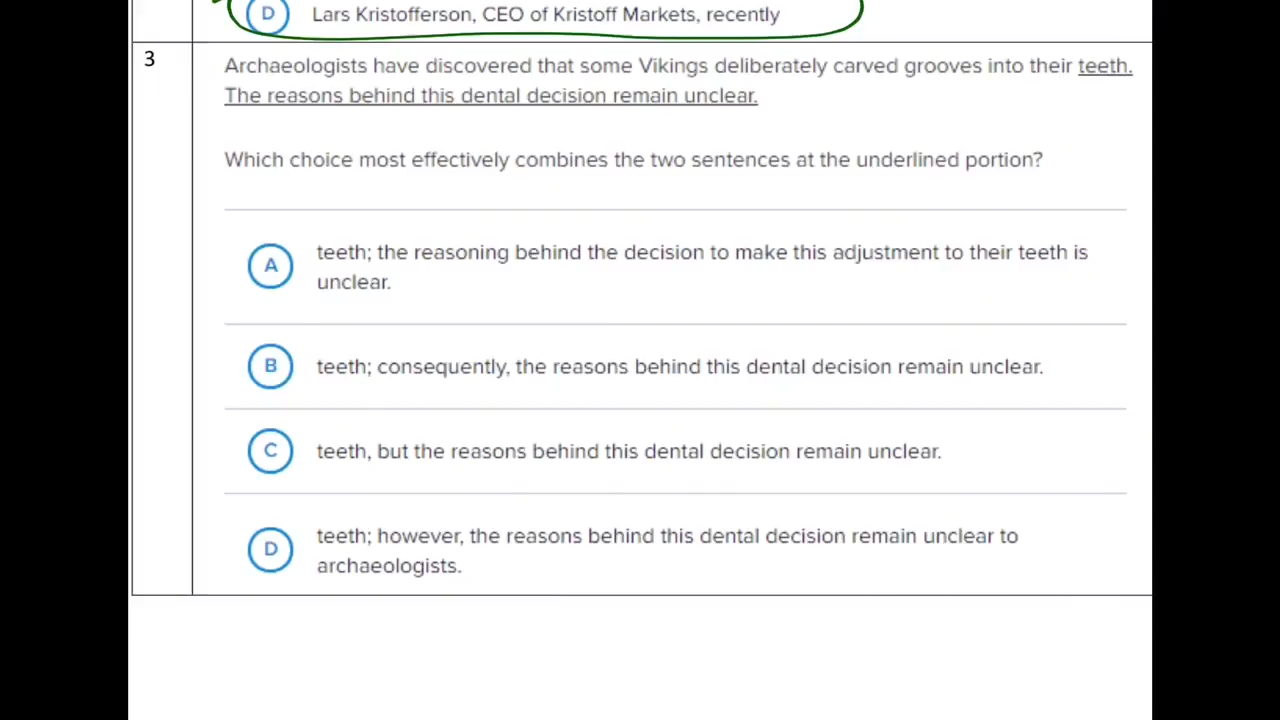 D Lars Kristofferson, CEO of Kristoff Markets, recently
3 Archaeologists have discovered that some Vikings deliberately carved grooves into their teeth.
The reasons behind this dental decision remain unclear.
Which choice most effectively combines the two sentences at the underlined portion?
A teeth; the reasoning behind the decision to make this adjustment to their teeth is
unclear.
B teeth; consequently, the reasons behind this dental decision remain unclear.
C teeth, but the reasons behind this dental decision remain unclear.
D teeth; however, the reasons behind this dental decision remain unclear to
archaeologists.